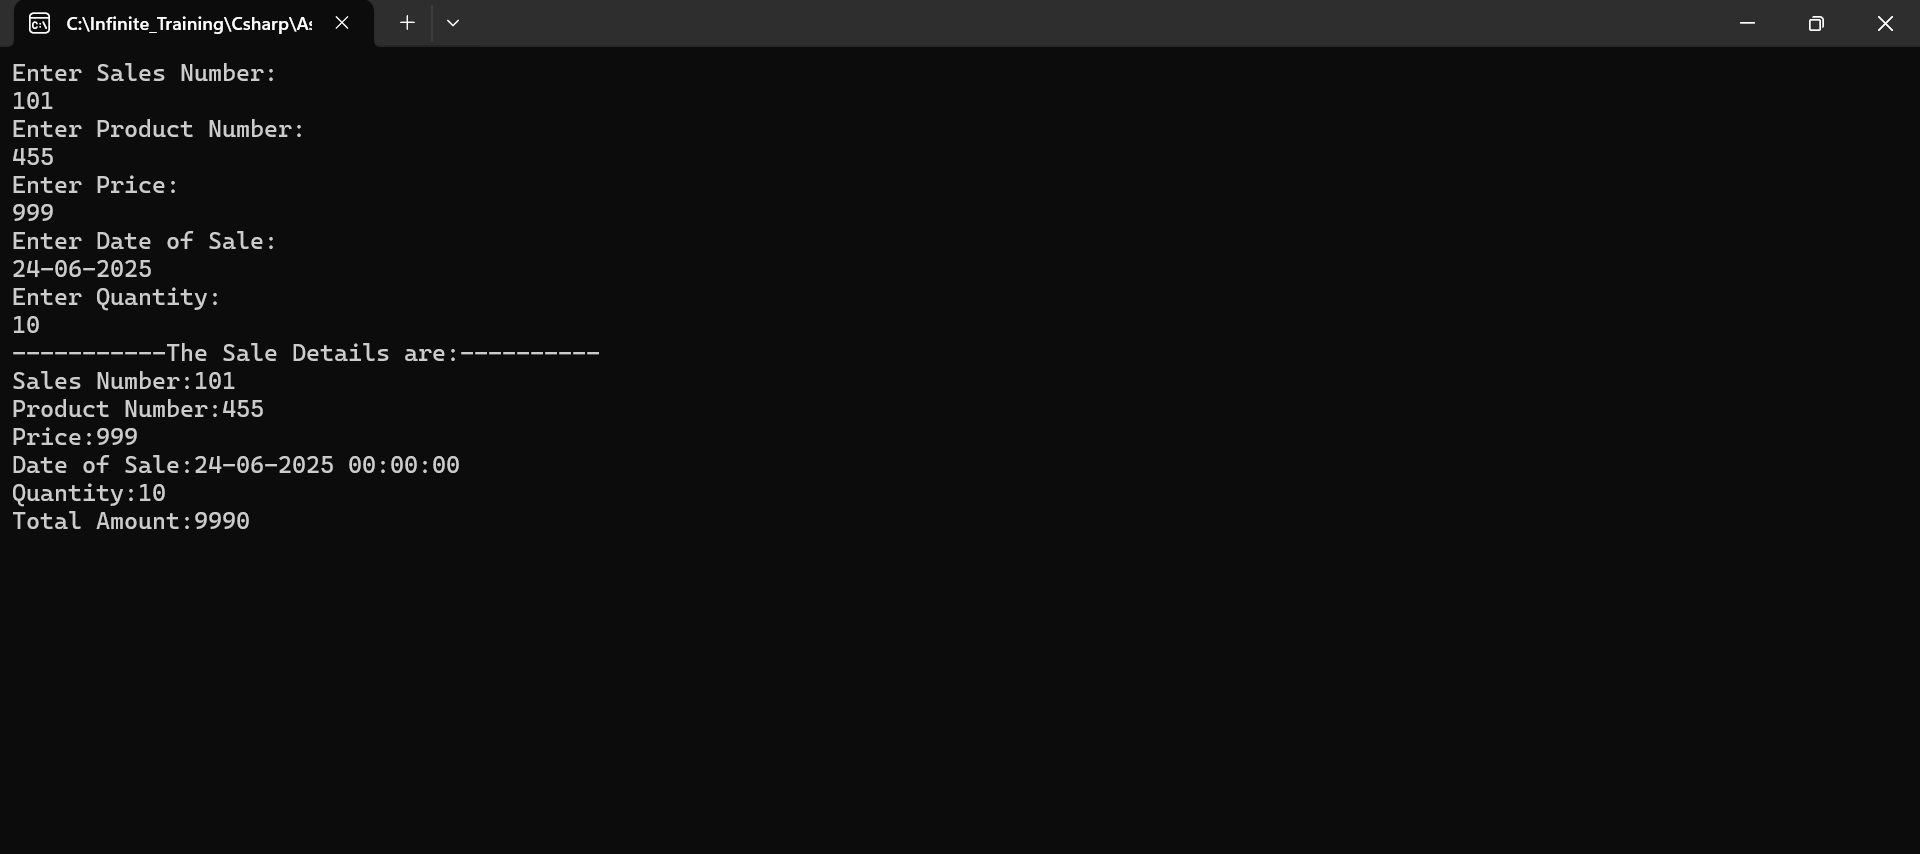 C:\Infinite_Training\Csharp\As
Enter Sales Number:
101
Enter Product Number:
455
Enter Price:
999
Enter Date of Sale:
24-06-2025
Enter Quantity:
10
-----------The Sale Details are:----------
Sales Number:101
Product Number:455
Price:999
Date of Sale:24-06-2025 00:00:00
Quantity:10
Total Amount:9990